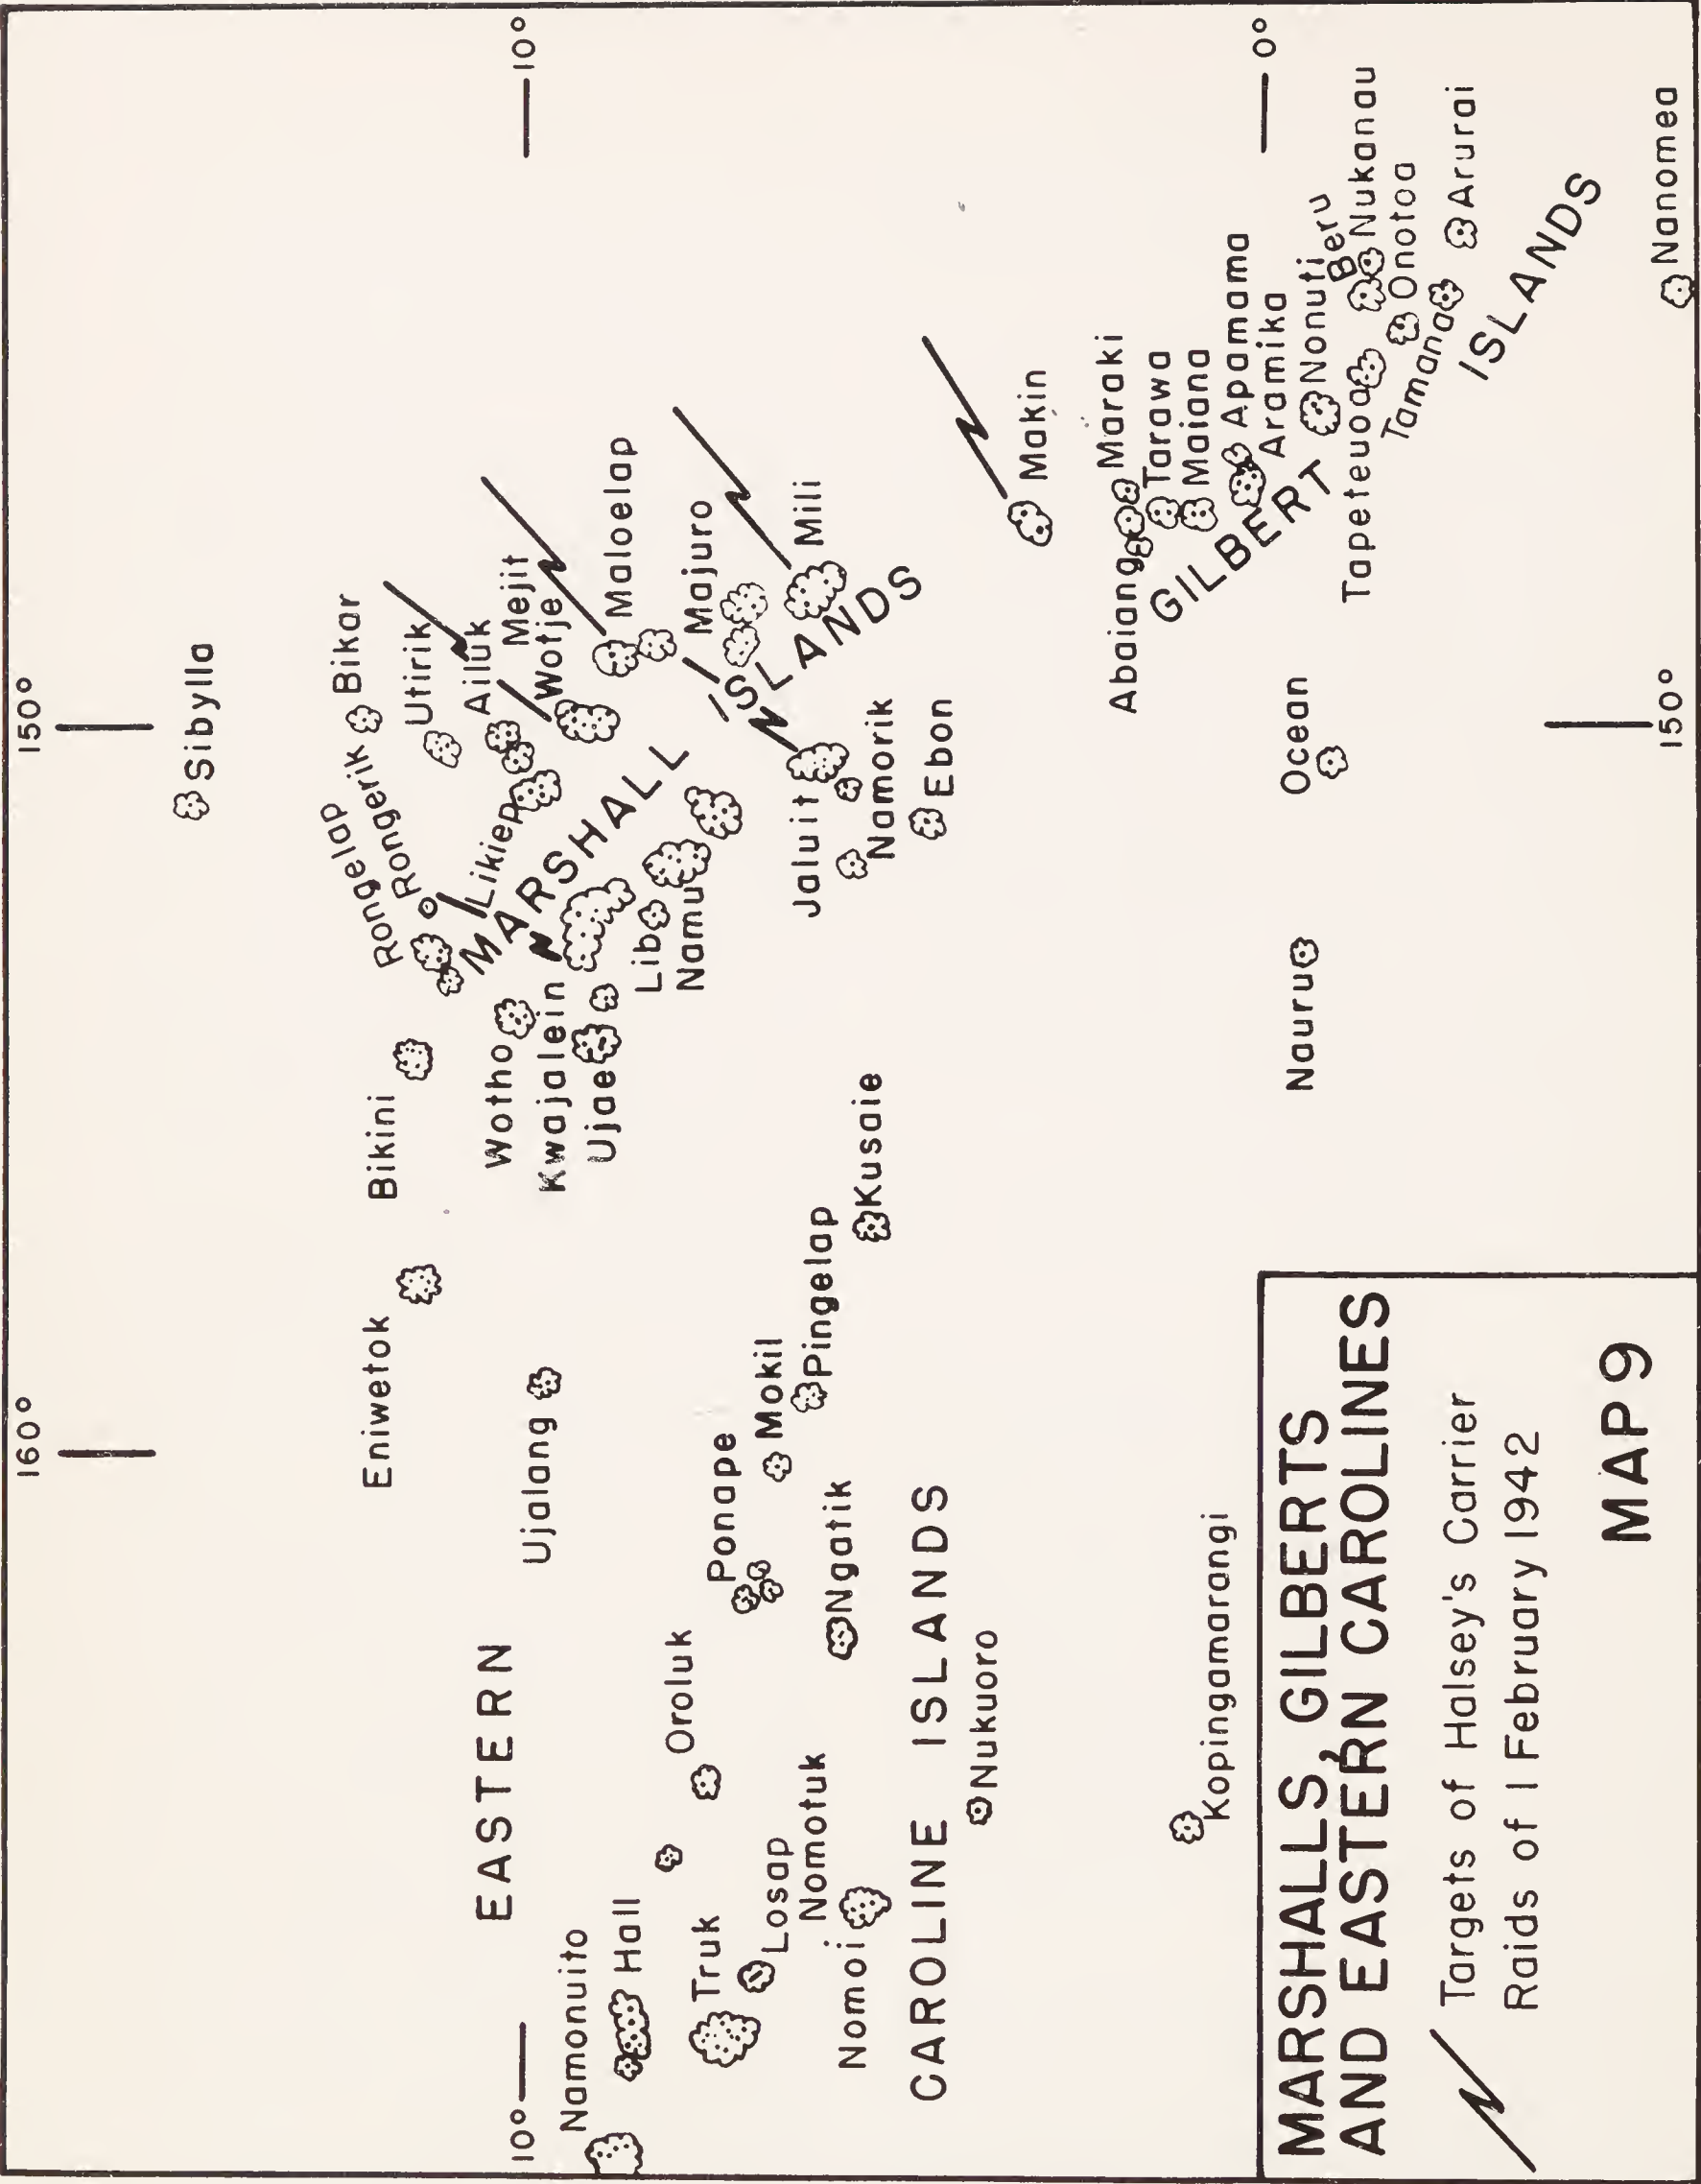 160°
150°
Sibylla
Eniwetok
Bikini
Rongelap
Rongerik
Bikar
Utirik
EASTERN
10°
10°
Ujalang
Wotho
Likiep
Ailuk
Mejit
Kwajalein
Wotje
Namonuito
Ujae
MARSHALL
ISLANDS
Hall
Lib
Maloelap
Oroluk
Namu
Majuro
Truk
Ponape
Losap
Mokil
Nomotuk
Pingelap
Jaluit
Mili
Nomoi
Ngatik
Kusaie
Namorik
CAROLINE ISLANDS
Ebon
Nukuoro
Makin
Abaiang
Maraki
Tarawa
Maiana
Kopingamarangi
Apamama
GILBERT
ISLANDS
Aramika
0°
Nauru
Ocean
Nonuti
Beru
Tapeteuoa
Nukanau
Onotoa
Tamana
Arurai
Nanomea
150°
MARSHALLS, GILBERTS
AND EASTERN CAROLINES
Targets of Halsey's Carrier
Raids of 1 February 1942
MAP 9